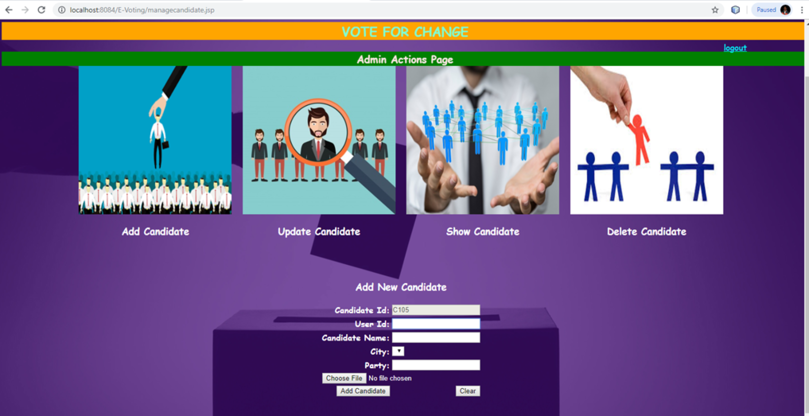 localhost:8084/E-Voting/managecandidate.jsp
Paused
VOTE FOR CHANGE
logout
Admin Actions Page
Add Candidate
Update Candidate
Show Candidate
Delete Candidate
Add New Candidate
Candidate Id: C105
User Id:
Candidate Name:
City:
Party:
Choose File No file chosen
Add Candidate Clear